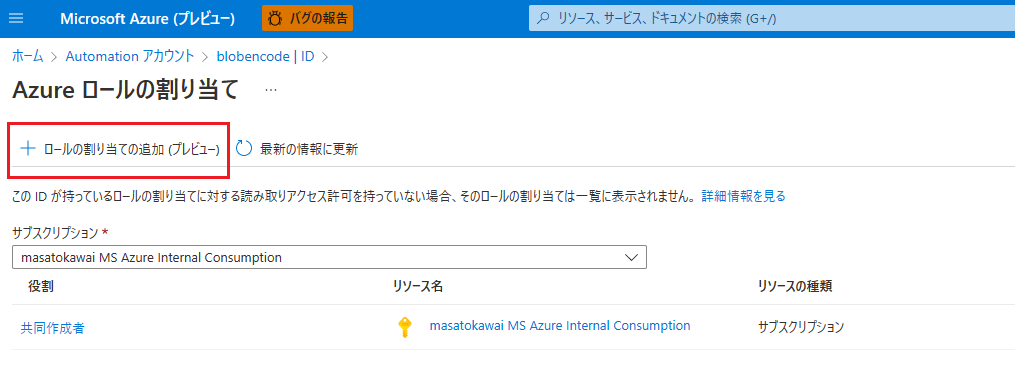 Microsoft Azure (プレビュー) バグの報告 リソース、サービス、ドキュメントの検索 (G+/)
ホーム > Automation アカウント > blobencode | ID >
Azure ロールの割り当て ...
ロールの割り当ての追加 (プレビュー) 最新の情報に更新
この ID が持っているロールの割り当てに対する読み取りアクセス許可を持っていない場合、そのロールの割り当ては一覧に表示されません。 詳細情報を見る
サブスクリプション *
masatokawai MS Azure Internal Consumption
役割 リソース名 リソースの種類
共同作成者 masatokawai MS Azure Internal Consumption サブスクリプション